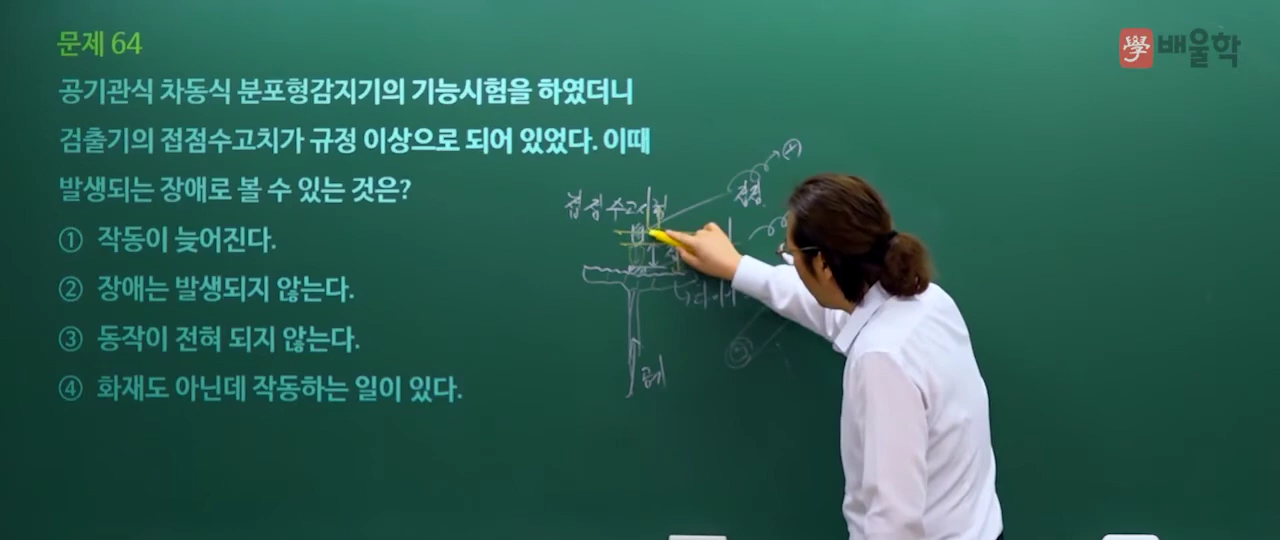 문제 64
學 배울학
공기관식 차동식 분포형감지기의 기능시험을 하였더니
검출기의 접점수고치가 규정 이상으로 되어 있었다. 이때
발생되는 장애로 볼 수 있는 것은?
① 작동이 늦어진다.
② 장애는 발생되지 않는다.
③ 동작이 전혀 되지 않는다.
④ 화재도 아닌데 작동하는 일이 있다.
접점수고시험
접점
공기